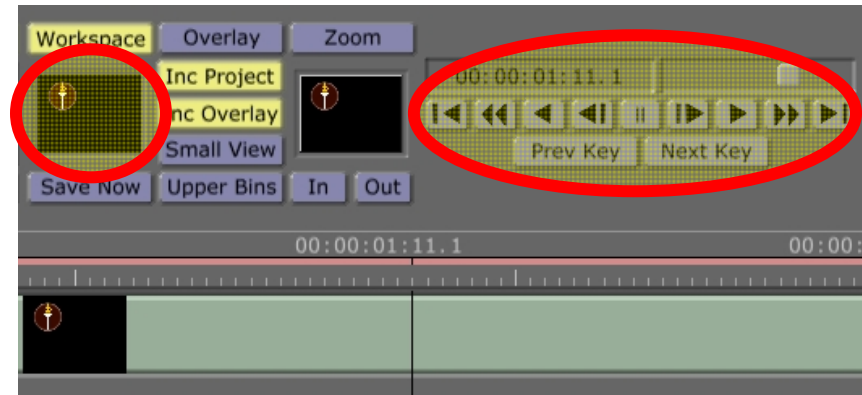 Workspace Overlay Zoom
Inc Project 00:00:01:11.1
nc Overlay
Small View Prev Key Next Key
Save Now Upper Bins In Out
00:00:01:11.1 00:00: